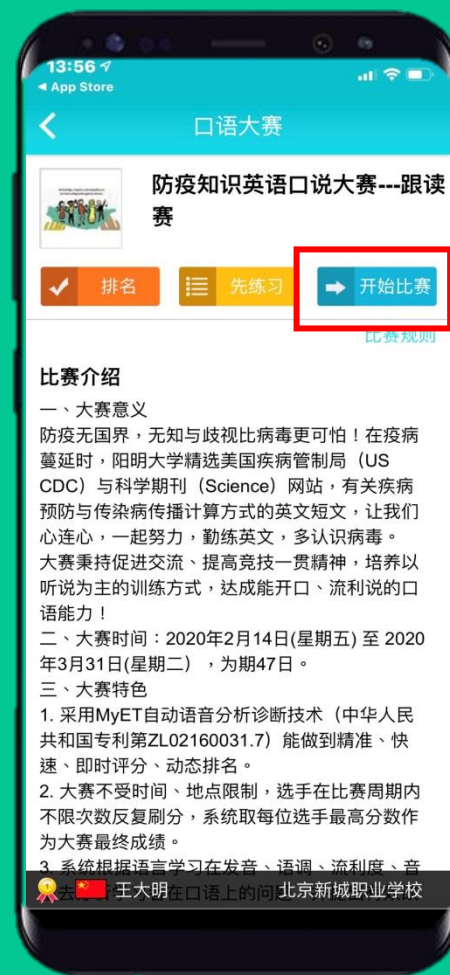 13:56
App Store
口语大赛
防疫知识英语口说大赛---跟读
赛
排名
先练习
开始比赛
比赛规则
比赛介绍
一、大赛意义
防疫无国界，无知与歧视比病毒更可怕！在疫病
蔓延时，阳明大学精选美国疾病管制局（US
CDC）与科学期刊（Science）网站，有关疾病
预防与传染病传播计算方式的英文短文，让我们
心连心，一起努力，勤练英文，多认识病毒。
大赛秉持促进交流、提高竞技一贯精神，培养以
听说为主的训练方式，达成能开口、流利说的口
语能力！
二、大赛时间：2020年2月14日(星期五) 至 2020
年3月31日(星期二），为期47日。
三、大赛特色
1. 采用MyET自动语音分析诊断技术（中华人民
共和国专利第ZL02160031.7）能做到精准、快
速、即时评分、动态排名。
2. 大赛不受时间、地点限制，选手在比赛周期内
不限次数反复刷分，系统取每位选手最高分数作
为大赛最终成绩。
3. 系统根据语言学习在发音、语调、流利度、音
王大明
北京新城职业学校